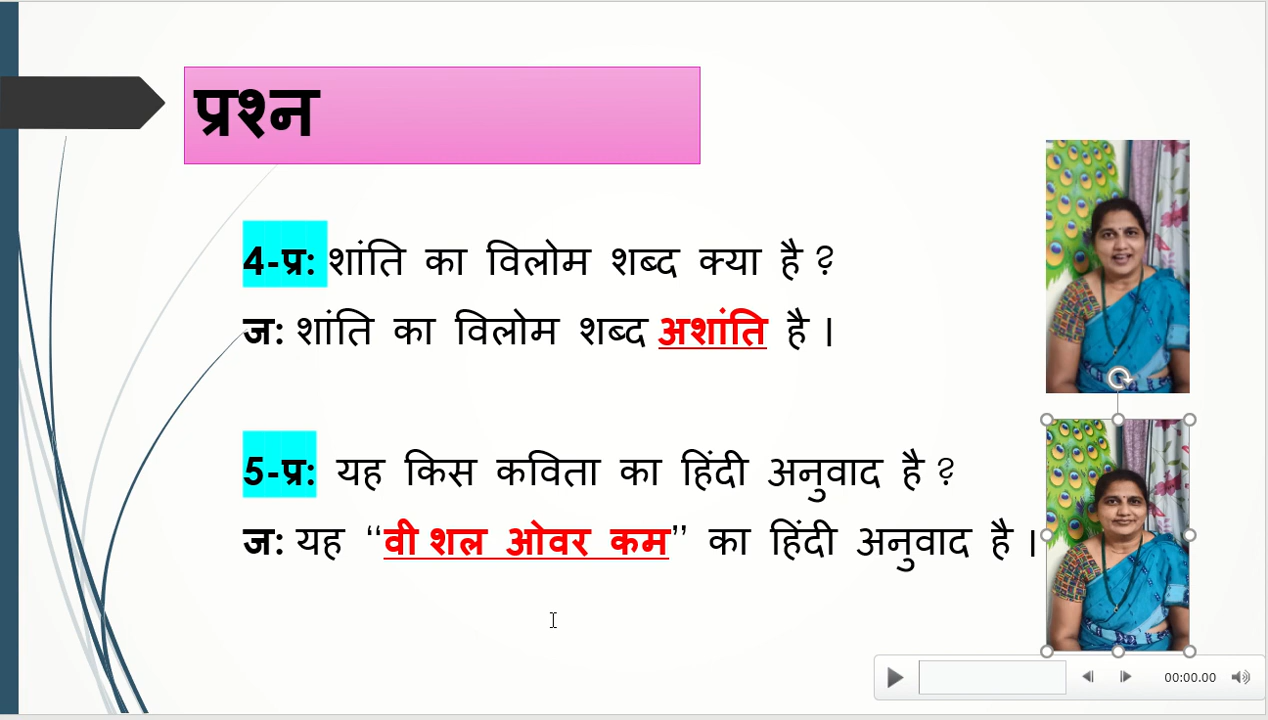 प्रश्न
4-प्र: शांति का विलोम शब्द क्या है ?
ज: शांति का विलोम शब्द अशांति है ।
5-प्र: यह किस कविता का हिंदी अनुवाद है ?
ज: यह “वी शल ओवर कम” का हिंदी अनुवाद है ।
00:00.00